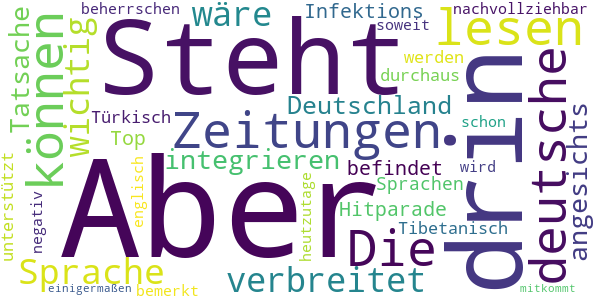 beherrschen
wäre
Infektions
nachvollziehbar
soweit
lesen
Tatsache
können
wichtig
Steht
werden
durchaus
drin
deutsche
angesichts
Deutschland
Türkisch
Zeitungen.
schon
Top
integrieren
befindet
wird
unterstützt
negativ
englisch
Aber
heutzutage
Sprachen
Hitparade
Tibetanisch
Die
Sprache
verbreitet
einigermaßen
bemerkt
mitkommt